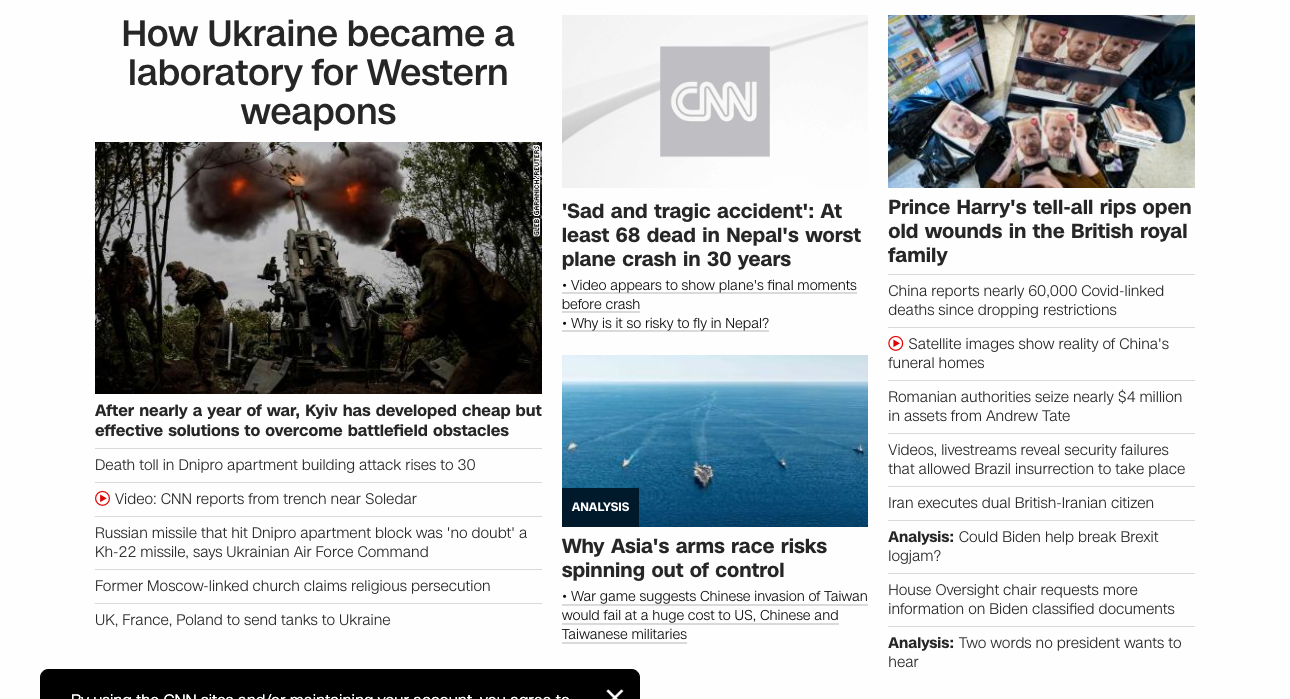 How Ukraine became a
laboratory for Western
weapons
GLEB GARANICH/REUTERS
After nearly a year of war, Kyiv has developed cheap but
effective solutions to overcome battlefield obstacles
Death toll in Dnipro apartment building attack rises to 30
Video: CNN reports from trench near Soledar
Russian missile that hit Dnipro apartment block was 'no doubt' a
Kh-22 missile, says Ukrainian Air Force Command
Former Moscow-linked church claims religious persecution
UK, France, Poland to send tanks to Ukraine
CNN
'Sad and tragic accident': At
least 68 dead in Nepal's worst
plane crash in 30 years
• Video appears to show plane's final moments
before crash
• Why is it so risky to fly in Nepal?
ANALYSIS
Why Asia's arms race risks
spinning out of control
• War game suggests Chinese invasion of Taiwan
would fail at a huge cost to US, Chinese and
Taiwanese militaries
Prince Harry's tell-all rips open
old wounds in the British royal
family
China reports nearly 60,000 Covid-linked
deaths since dropping restrictions
Satellite images show reality of China's
funeral homes
Romanian authorities seize nearly $4 million
in assets from Andrew Tate
Videos, livestreams reveal security failures
that allowed Brazil insurrection to take place
Iran executes dual British-Iranian citizen
Analysis: Could Biden help break Brexit
logjam?
House Oversight chair requests more
information on Biden classified documents
Analysis: Two words no president wants to
hear
By using the CNN sites and/or maintaining your account, you agree to